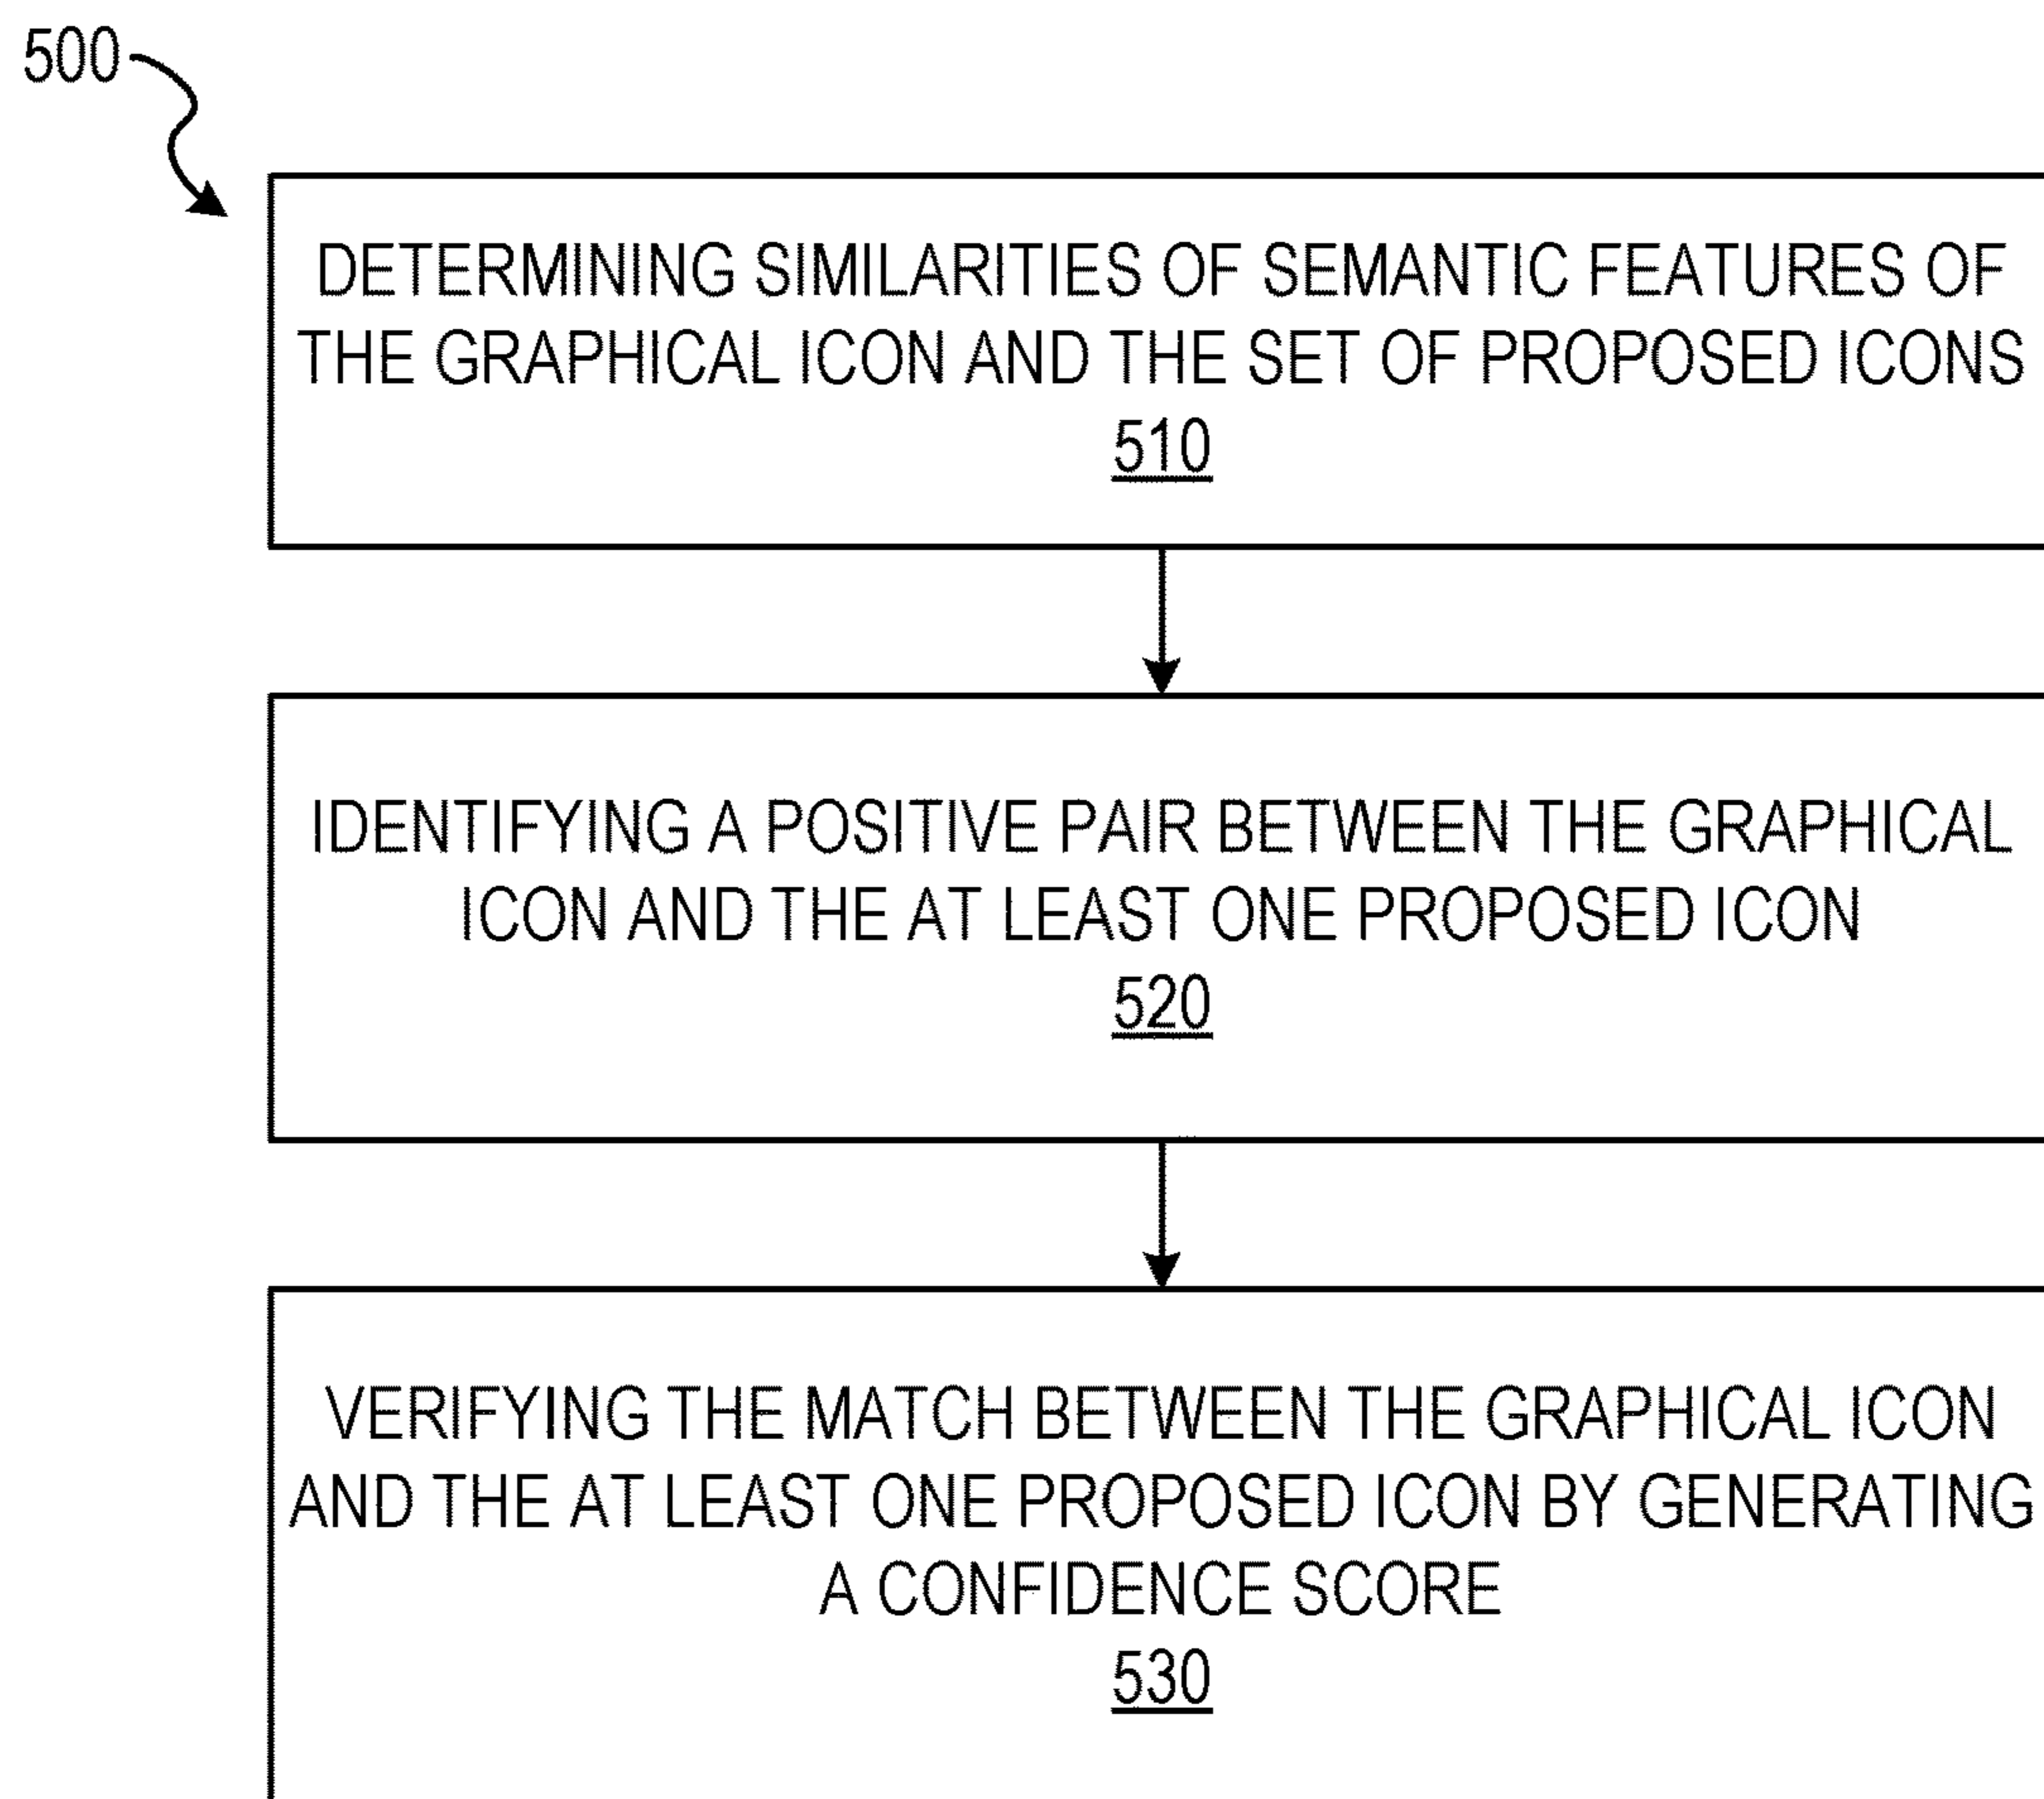 500
DETERMINING SIMILARITIES OF SEMANTIC FEATURES OF
THE GRAPHICAL ICON AND THE SET OF PROPOSED ICONS
510
IDENTIFYING A POSITIVE PAIR BETWEEN THE GRAPHICAL
ICON AND THE AT LEAST ONE PROPOSED ICON
520
VERIFYING THE MATCH BETWEEN THE GRAPHICAL ICON
AND THE AT LEAST ONE PROPOSED ICON BY GENERATING
A CONFIDENCE SCORE
530